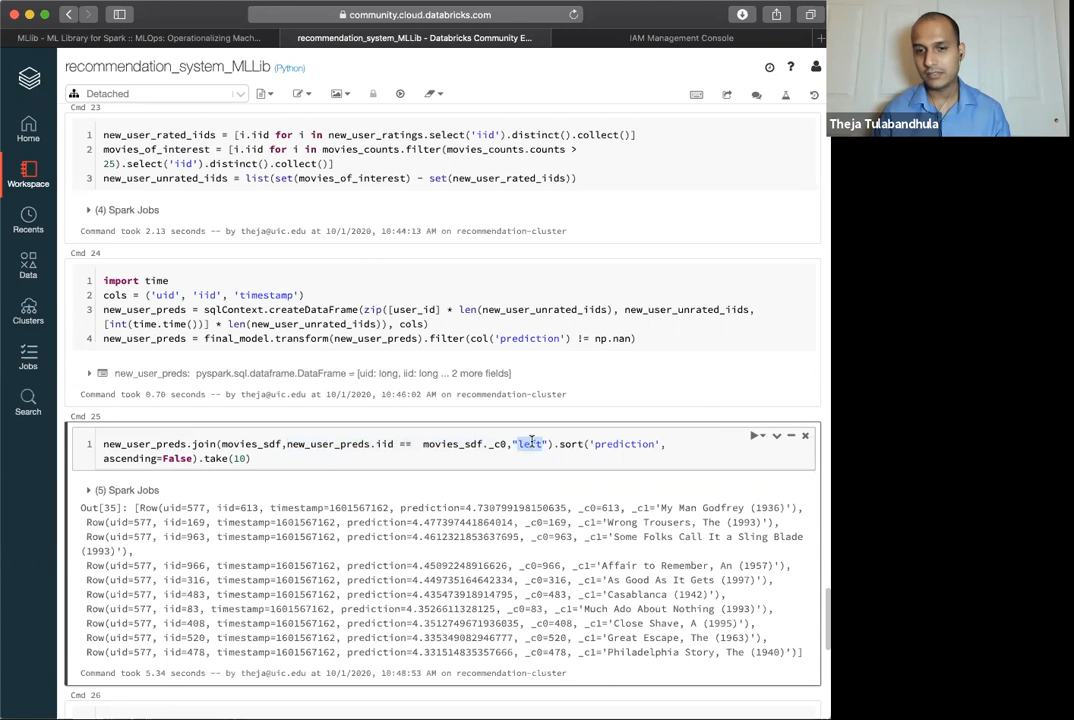 community.cloud.databricks.com
MLlib - ML Library for Spark :: MLOps: Operationalizing Mac...
recommendation_system_MLLib - Databricks Community E...
IAM Management Console
recommendation_system_MLLib (Python)
Detached
Home
Workspace
Recents
Data
Clusters
Jobs
Search
Theja Tulabandhula
Cmd 23
1 new_user_rated_iids = [i.iid for i in new_user_ratings.select('iid').distinct().collect()]
2 movies_of_interest = [i.iid for i in movies_counts.filter(movies_counts.counts >
25).select('iid').distinct().collect()]
3 new_user_unrated_iids = list(set(movies_of_interest) - set(new_user_rated_iids))
(4) Spark Jobs
Command took 2.13 seconds -- by theja@uic.edu at 10/1/2020, 10:44:13 AM on recommendation-cluster
Cmd 24
1 import time
2 cols = ('uid', 'iid', 'timestamp')
3 new_user_preds = sqlContext.createDataFrame(zip([user_id] * len(new_user_unrated_iids), new_user_unrated_iids,
[int(time.time())] * len(new_user_unrated_iids)), cols)
4 new_user_preds = final_model.transform(new_user_preds).filter(col('prediction') != np.nan)
new_user_preds: pyspark.sql.dataframe.DataFrame = [uid: long, iid: long ... 2 more fields]
Command took 0.70 seconds -- by theja@uic.edu at 10/1/2020, 10:46:02 AM on recommendation-cluster
Cmd 25
1 new_user_preds.join(movies_sdf,new_user_preds.iid == movies_sdf._c0,"left").sort('prediction',
ascending=False).take(10)
(5) Spark Jobs
Out[35]: [Row(uid=577, iid=613, timestamp=1601567162, prediction=4.730799198150635, _c0=613, _c1='My Man Godfrey (1936)'),
Row(uid=577, iid=169, timestamp=1601567162, prediction=4.477397441864014, _c0=169, _c1='Wrong Trousers, The (1993)'),
Row(uid=577, iid=963, timestamp=1601567162, prediction=4.4612321853637695, _c0=963, _c1='Some Folks Call It a Sling Blade
(1993)'),
Row(uid=577, iid=966, timestamp=1601567162, prediction=4.45092248916626, _c0=966, _c1='Affair to Remember, An (1957)'),
Row(uid=577, iid=316, timestamp=1601567162, prediction=4.449735164642334, _c0=316, _c1='As Good As It Gets (1997)'),
Row(uid=577, iid=483, timestamp=1601567162, prediction=4.435473918914795, _c0=483, _c1='Casablanca (1942)'),
Row(uid=577, iid=83, timestamp=1601567162, prediction=4.3526611328125, _c0=83, _c1='Much Ado About Nothing (1993)'),
Row(uid=577, iid=408, timestamp=1601567162, prediction=4.3512749671936035, _c0=408, _c1='Close Shave, A (1995)'),
Row(uid=577, iid=520, timestamp=1601567162, prediction=4.335349082946777, _c0=520, _c1='Great Escape, The (1963)'),
Row(uid=577, iid=478, timestamp=1601567162, prediction=4.331514835357666, _c0=478, _c1='Philadelphia Story, The (1940)')]
Command took 5.34 seconds -- by theja@uic.edu at 10/1/2020, 10:48:53 AM on recommendation-cluster
Cmd 26